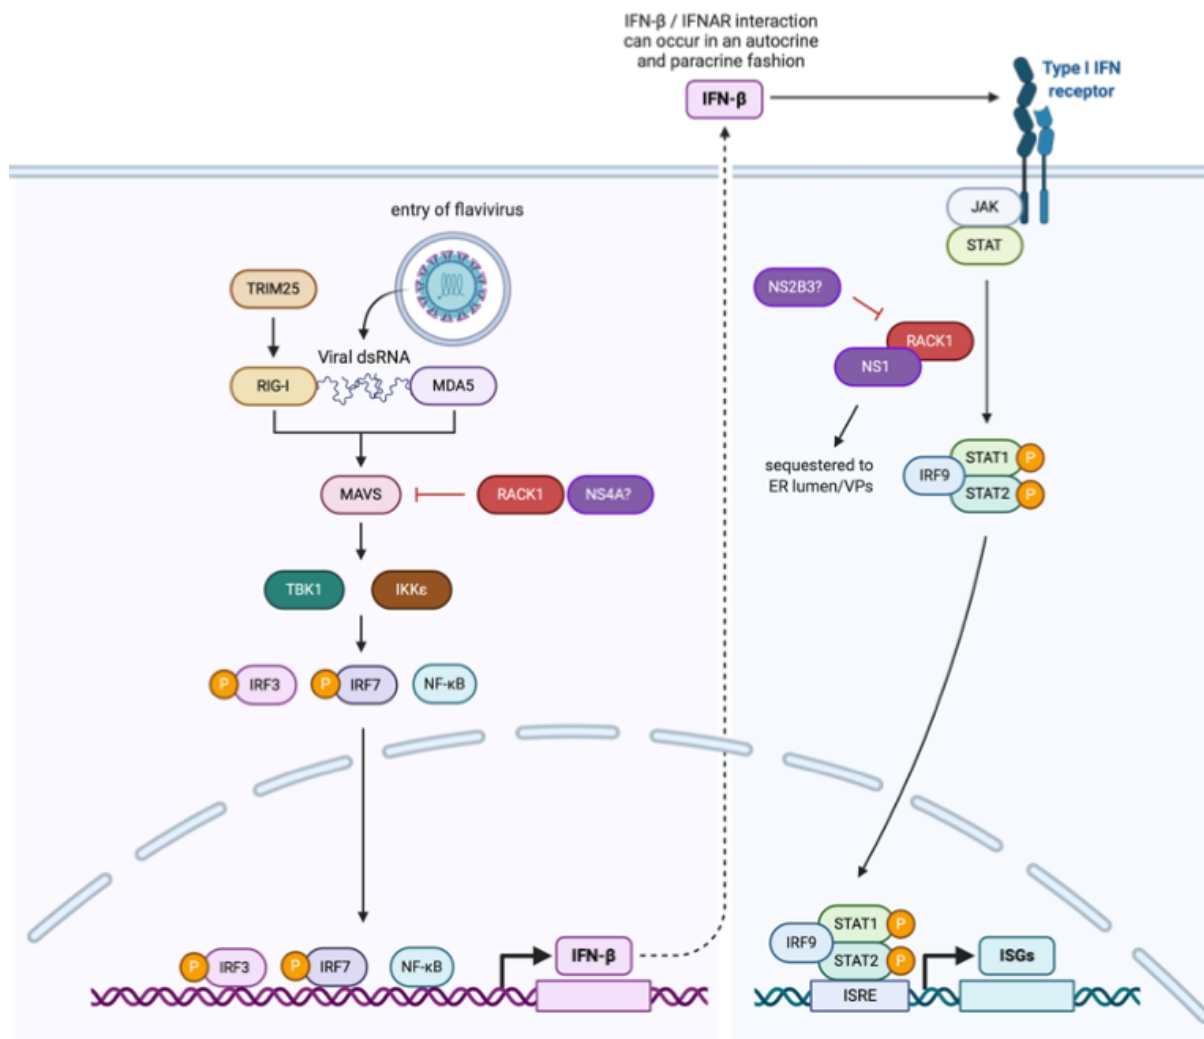 IFN-β / IFNAR interaction
can occur in an autocrine
and paracrine fashion
IFN-β
Type I IFN
receptor
entry of flavivirus
TRIM25
Viral dsRNA
RIG-I
MDA5
MAVS
RACK1
NS4A?
TBK1
IKKε
P
IRF3
P
IRF7
NF-κB
P
IRF3
P
IRF7
NF-κB
IFN-β
JAK
STAT
NS2B3?
RACK1
NS1
sequestered to
ER lumen/VPs
IRF9
STAT1
P
STAT2
P
IRF9
STAT1
P
STAT2
P
ISRE
ISGs